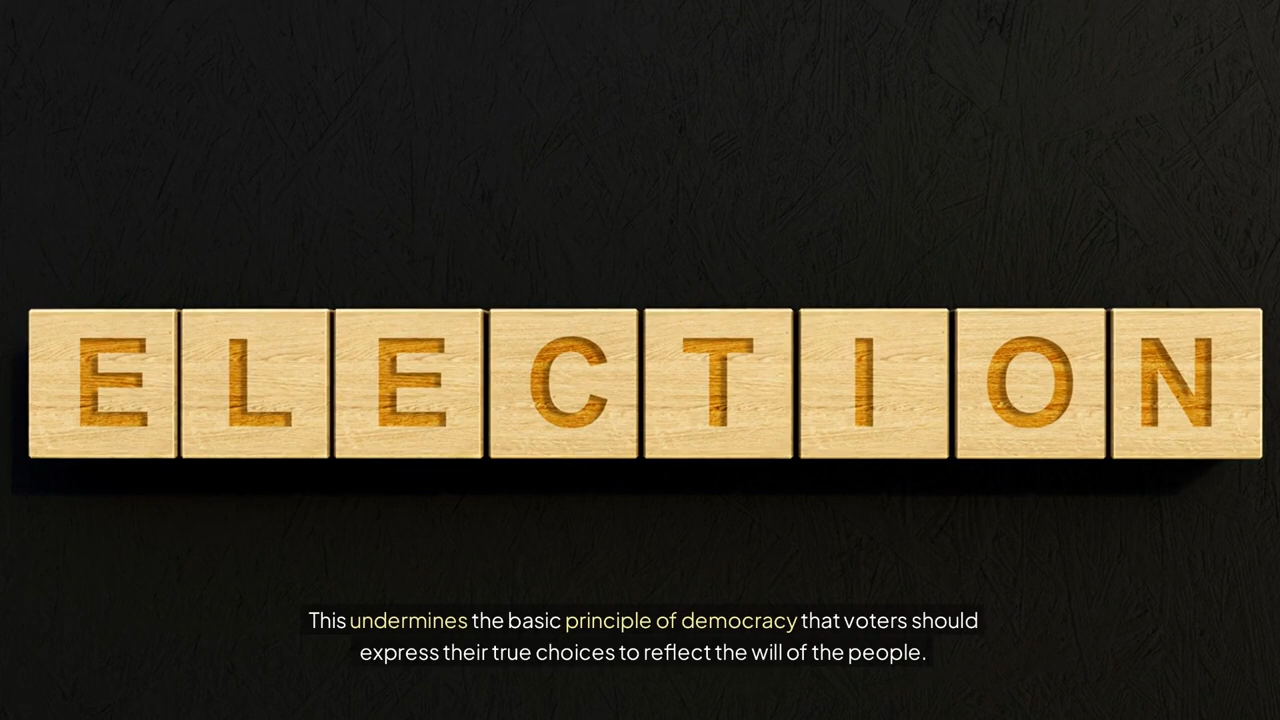 ELECTION
This undermines the basic principle of democracy that voters should
express their true choices to reflect the will of the people.